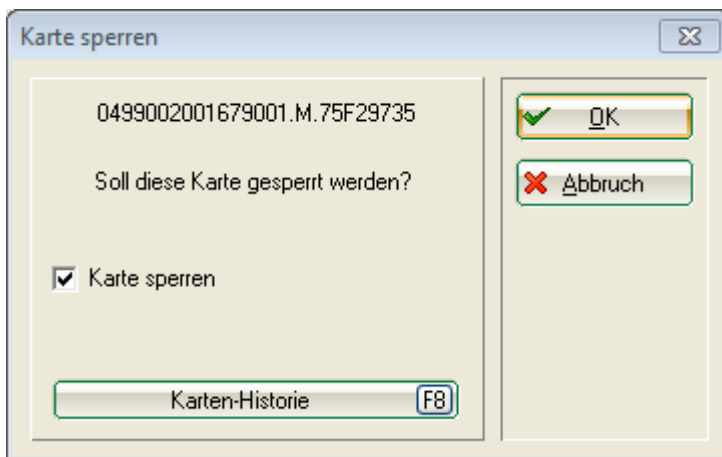 Karte sperren
0499002001679001.M.75F29735
Soll diese Karte gesperrt werden?
Karte sperren
Karten-Historie F8
OK
Abbruch